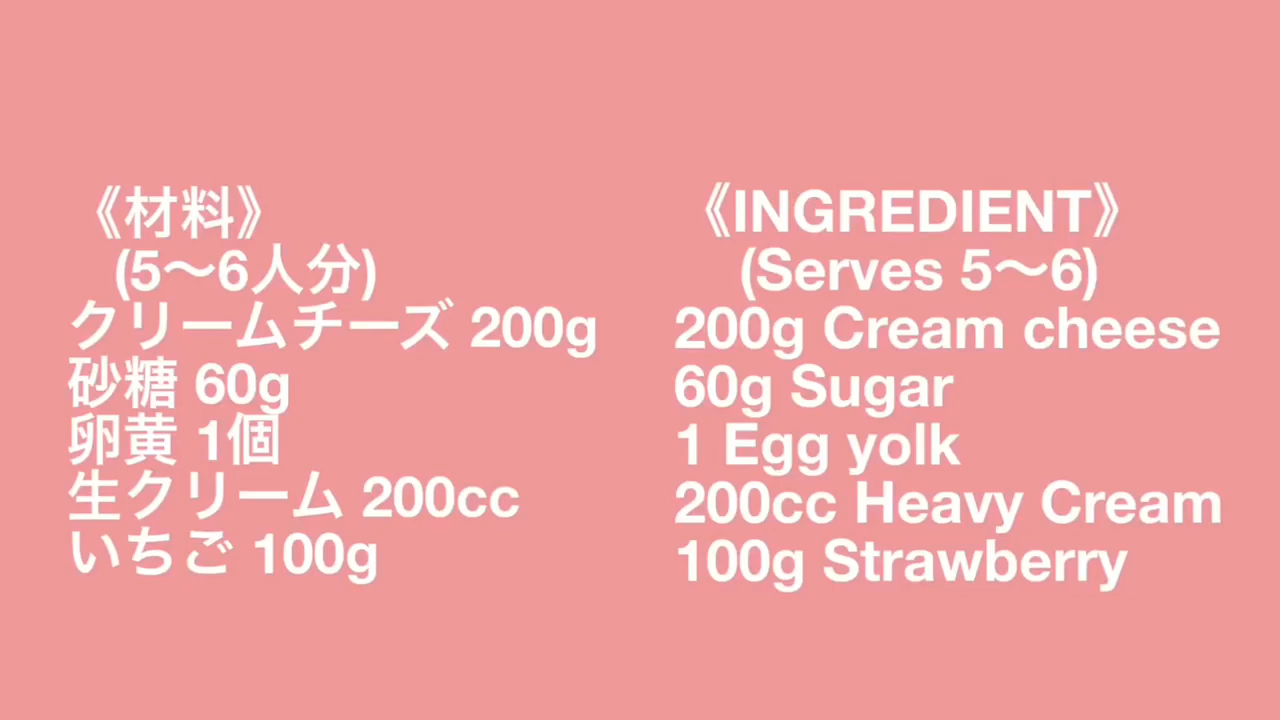 《材料》
(5〜6人分)
クリームチーズ 200g
砂糖 60g
卵黄 1個
生クリーム 200cc
いちご 100g
《INGREDIENT》
(Serves 5〜6)
200g Cream cheese
60g Sugar
1 Egg yolk
200cc Heavy Cream
100g Strawberry